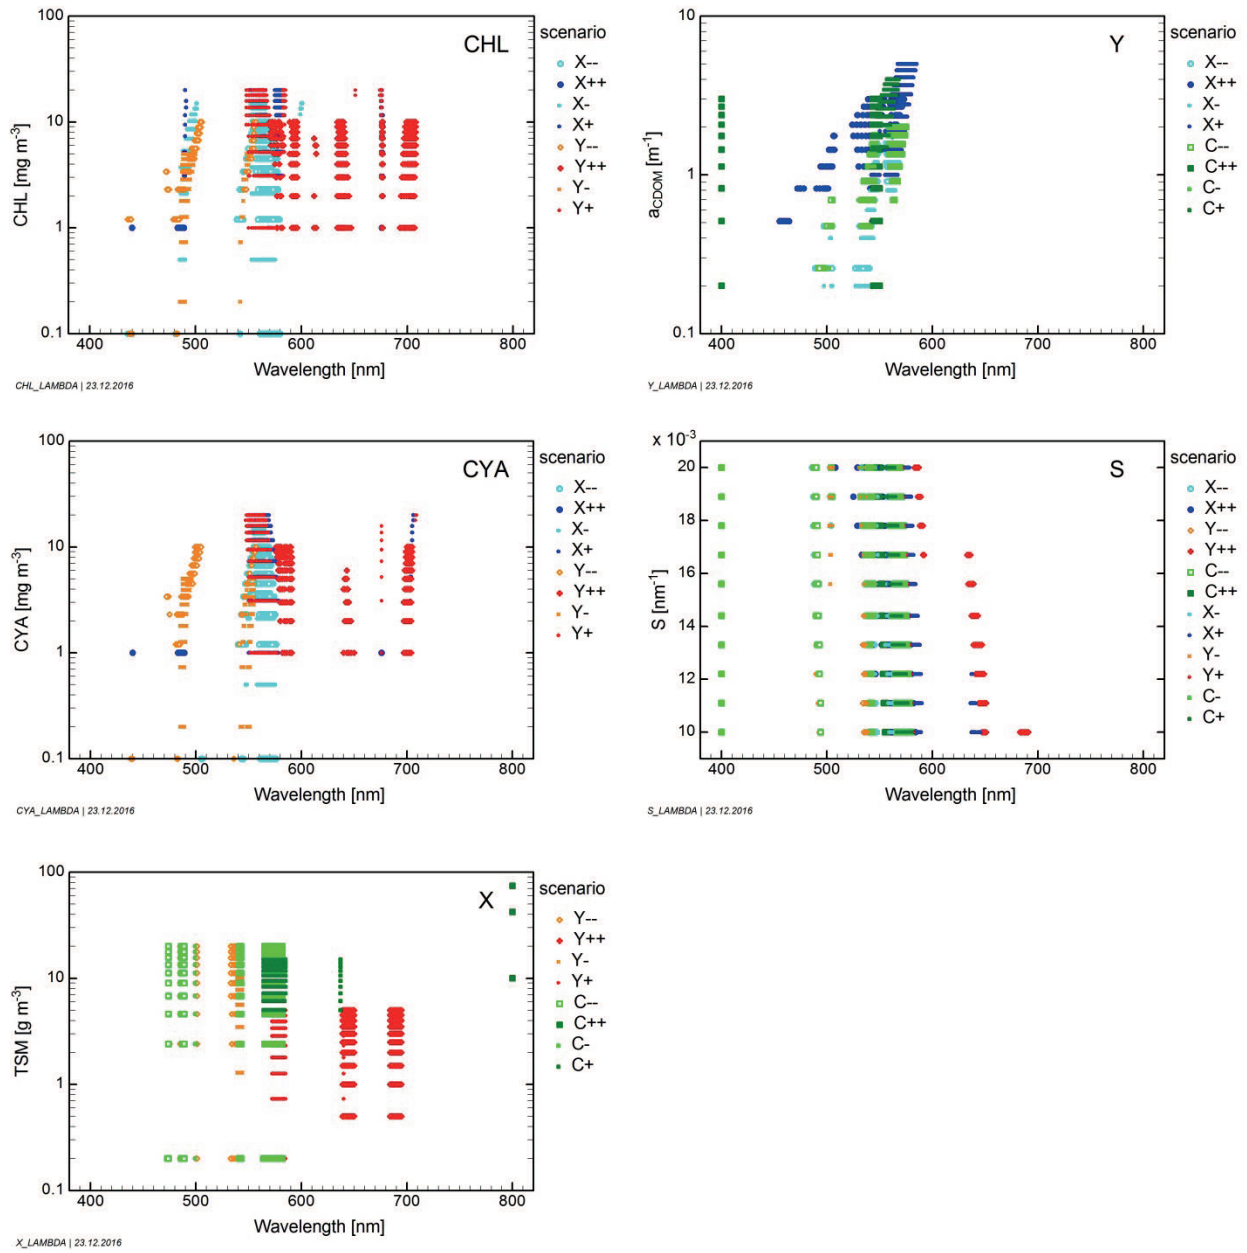 100
10
1
0.1
CHL [mg m⁻³]
CHL
400 500 600 700 800
Wavelength [nm]
CHL_LAMBDA | 23.12.2016
scenario
X--
X++
X-
X+
Y--
Y++
Y-
Y+
10
1
0.1
aCDOM [m⁻¹]
Y
400 500 600 700 800
Wavelength [nm]
Y_LAMBDA | 23.12.2016
scenario
X--
X++
X-
X+
C--
C++
C-
C+
100
10
1
0.1
CYA [mg m⁻³]
CYA
400 500 600 700 800
Wavelength [nm]
CYA_LAMBDA | 23.12.2016
scenario
X--
X++
X-
X+
Y--
Y++
Y-
Y+
x 10⁻³
20
18
16
14
12
10
S [nm⁻¹]
S
400 500 600 700 800
Wavelength [nm]
S_LAMBDA | 23.12.2016
scenario
X--
X++
Y--
Y++
C--
C++
X-
X+
Y-
Y+
C-
C+
100
10
1
0.1
TSM [g m⁻³]
X
400 500 600 700 800
Wavelength [nm]
X_LAMBDA | 23.12.2016
scenario
Y--
Y++
Y-
Y+
C--
C++
C-
C+